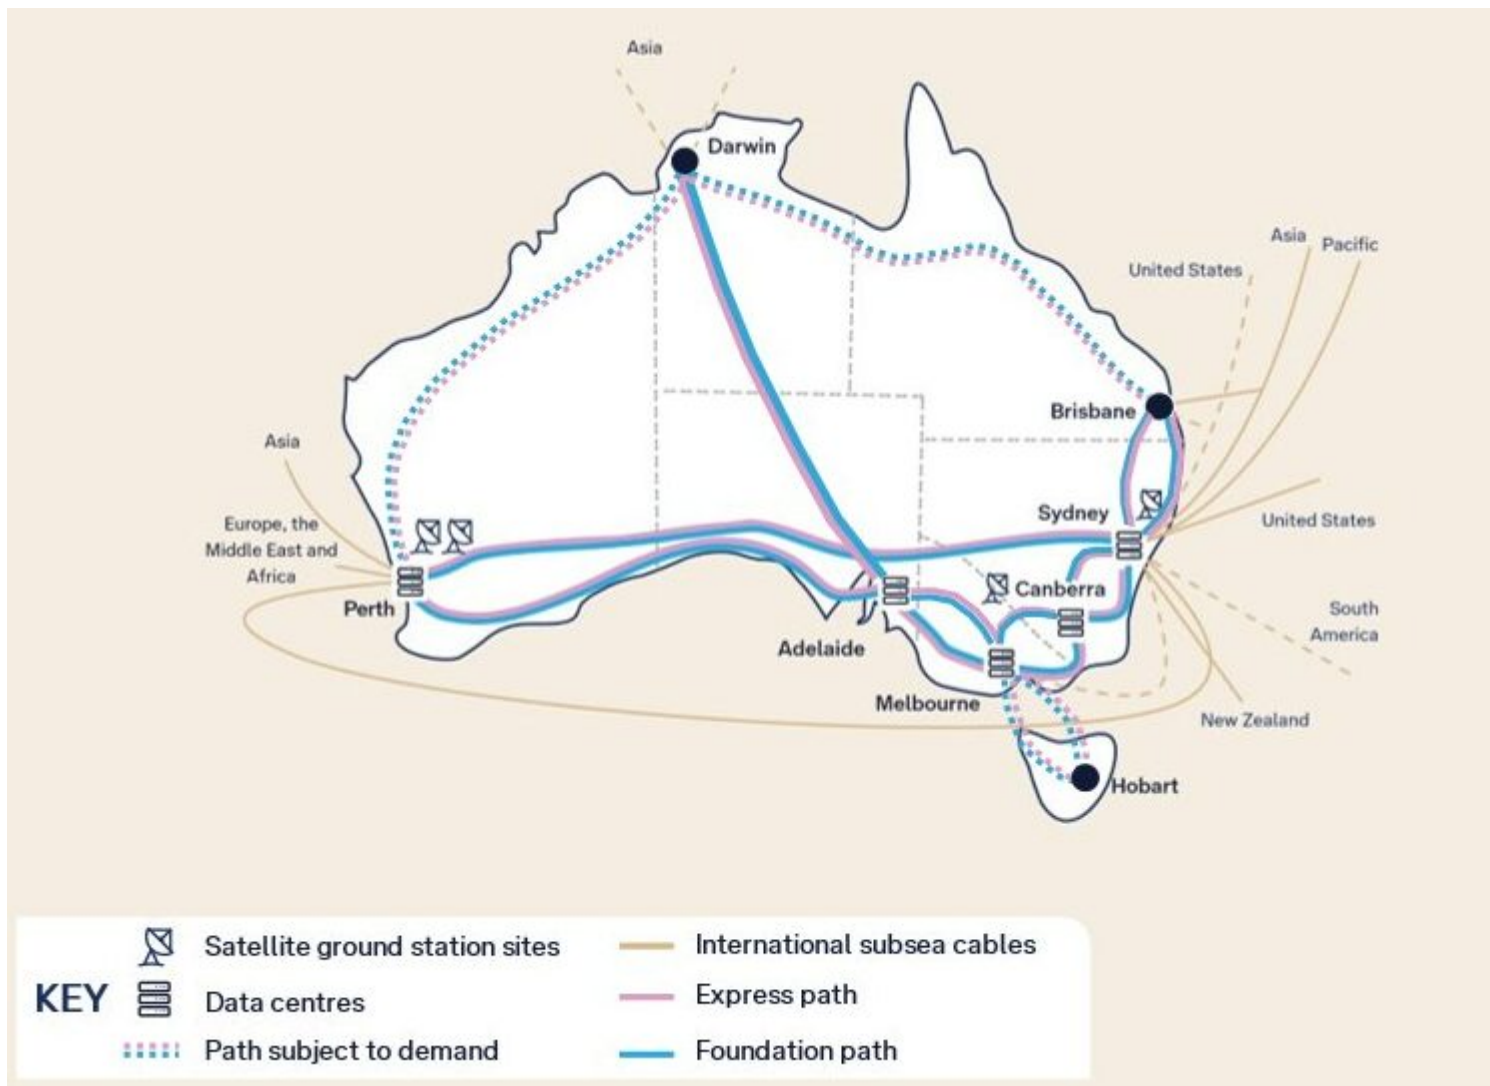 Asia
Darwin
Asia
Pacific
United States
Brisbane
Asia
Sydney
United States
Europe, the
Middle East and
Africa
Perth
Canberra
South
America
Adelaide
Melbourne
New Zealand
Hobart
KEY
Satellite ground station sites
Data centres
Path subject to demand
International subsea cables
Express path
Foundation path